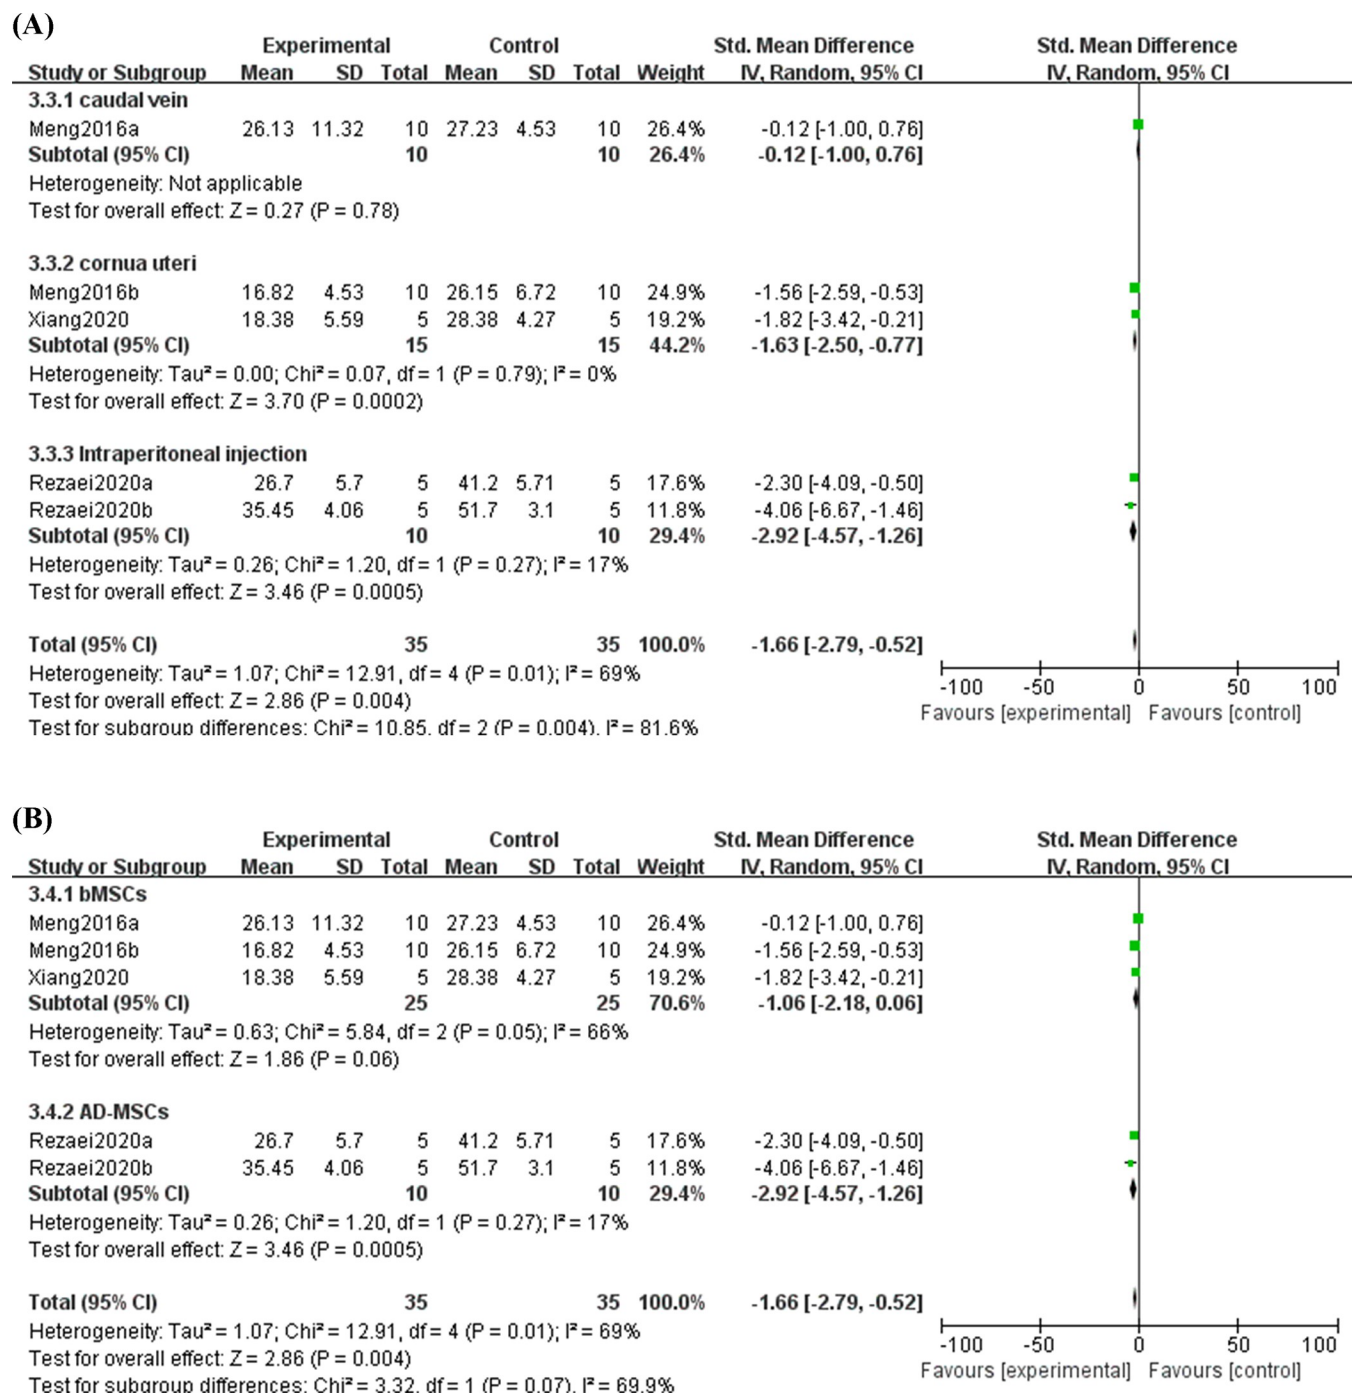 (A)
Experimental Control Std. Mean Difference Std. Mean Difference
Study or Subgroup Mean SD Total Mean SD Total Weight IV, Random, 95% CI IV, Random, 95% CI
3.3.1 caudal vein
Meng2016a 26.13 11.32 10 27.23 4.53 10 26.4% -0.12 [-1.00, 0.76]
Subtotal (95% CI) 10 10 26.4% -0.12 [-1.00, 0.76]
Heterogeneity: Not applicable
Test for overall effect: Z = 0.27 (P = 0.78)
3.3.2 cornua uteri
Meng2016b 16.82 4.53 10 26.15 6.72 10 24.9% -1.56 [-2.59, -0.53]
Xiang2020 18.38 5.59 5 28.38 4.27 5 19.2% -1.82 [-3.42, -0.21]
Subtotal (95% CI) 15 15 44.2% -1.63 [-2.50, -0.77]
Heterogeneity: Tau² = 0.00; Chi² = 0.07, df = 1 (P = 0.79); I² = 0%
Test for overall effect: Z = 3.70 (P = 0.0002)
3.3.3 Intraperitoneal injection
Rezaei2020a 26.7 5.7 5 41.2 5.71 5 17.6% -2.30 [-4.09, -0.50]
Rezaei2020b 35.45 4.06 5 51.7 3.1 5 11.8% -4.06 [-6.67, -1.46]
Subtotal (95% CI) 10 10 29.4% -2.92 [-4.57, -1.26]
Heterogeneity: Tau² = 0.26; Chi² = 1.20, df = 1 (P = 0.27); I² = 17%
Test for overall effect: Z = 3.46 (P = 0.0005)
Total (95% CI) 35 35 100.0% -1.66 [-2.79, -0.52]
Heterogeneity: Tau² = 1.07; Chi² = 12.91, df = 4 (P = 0.01); I² = 69%
-100 -50 0 50 100
Test for overall effect: Z = 2.86 (P = 0.004)
Favours [experimental] Favours [control]
Test for subgroup differences: Chi² = 10.85. df = 2 (P = 0.004). I² = 81.6%
(B)
Experimental Control Std. Mean Difference Std. Mean Difference
Study or Subgroup Mean SD Total Mean SD Total Weight IV, Random, 95% CI IV, Random, 95% CI
3.4.1 bMSCs
Meng2016a 26.13 11.32 10 27.23 4.53 10 26.4% -0.12 [-1.00, 0.76]
Meng2016b 16.82 4.53 10 26.15 6.72 10 24.9% -1.56 [-2.59, -0.53]
Xiang2020 18.38 5.59 5 28.38 4.27 5 19.2% -1.82 [-3.42, -0.21]
Subtotal (95% CI) 25 25 70.6% -1.06 [-2.18, 0.06]
Heterogeneity: Tau² = 0.63; Chi² = 5.84, df = 2 (P = 0.05); I² = 66%
Test for overall effect: Z = 1.86 (P = 0.06)
3.4.2 AD-MSCs
Rezaei2020a 26.7 5.7 5 41.2 5.71 5 17.6% -2.30 [-4.09, -0.50]
Rezaei2020b 35.45 4.06 5 51.7 3.1 5 11.8% -4.06 [-6.67, -1.46]
Subtotal (95% CI) 10 10 29.4% -2.92 [-4.57, -1.26]
Heterogeneity: Tau² = 0.26; Chi² = 1.20, df = 1 (P = 0.27); I² = 17%
Test for overall effect: Z = 3.46 (P = 0.0005)
Total (95% CI) 35 35 100.0% -1.66 [-2.79, -0.52]
Heterogeneity: Tau² = 1.07; Chi² = 12.91, df = 4 (P = 0.01); I² = 69%
-100 -50 0 50 100
Test for overall effect: Z = 2.86 (P = 0.004)
Favours [experimental] Favours [control]
Test for subgroup differences: Chi² = 3.32. df = 1 (P = 0.07). I² = 69.9%